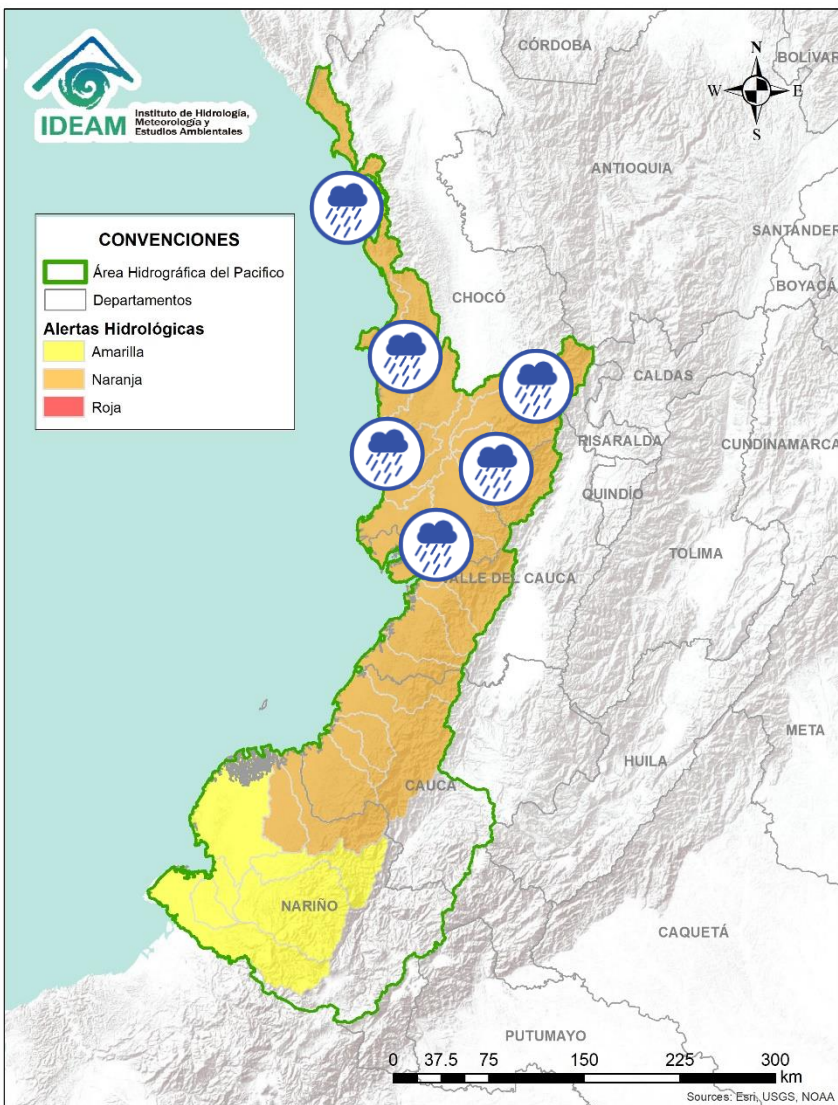 CÓRDOBA
BOLÍVAR
N
W E
S
IDEAM
Instituto de Hidrología,
Meteorología y
Estudios Ambientales
ANTIOQUIA
SANTANDER
BOYACÁ
CONVENCIONES
Área Hidrográfica del Pacifico
Departamentos
Alertas Hidrológicas
Amarilla
Naranja
Roja
CHOCÓ
CALDAS
RISARALDA
CUNDINAMARCA
QUINDÍO
TOLIMA
VALLE DEL CAUCA
META
HUILA
CAUCA
NARIÑO
CAQUETÁ
PUTUMAYO
0 37.5 75 150 225 300
km
Sources: Esri, USGS, NOAA